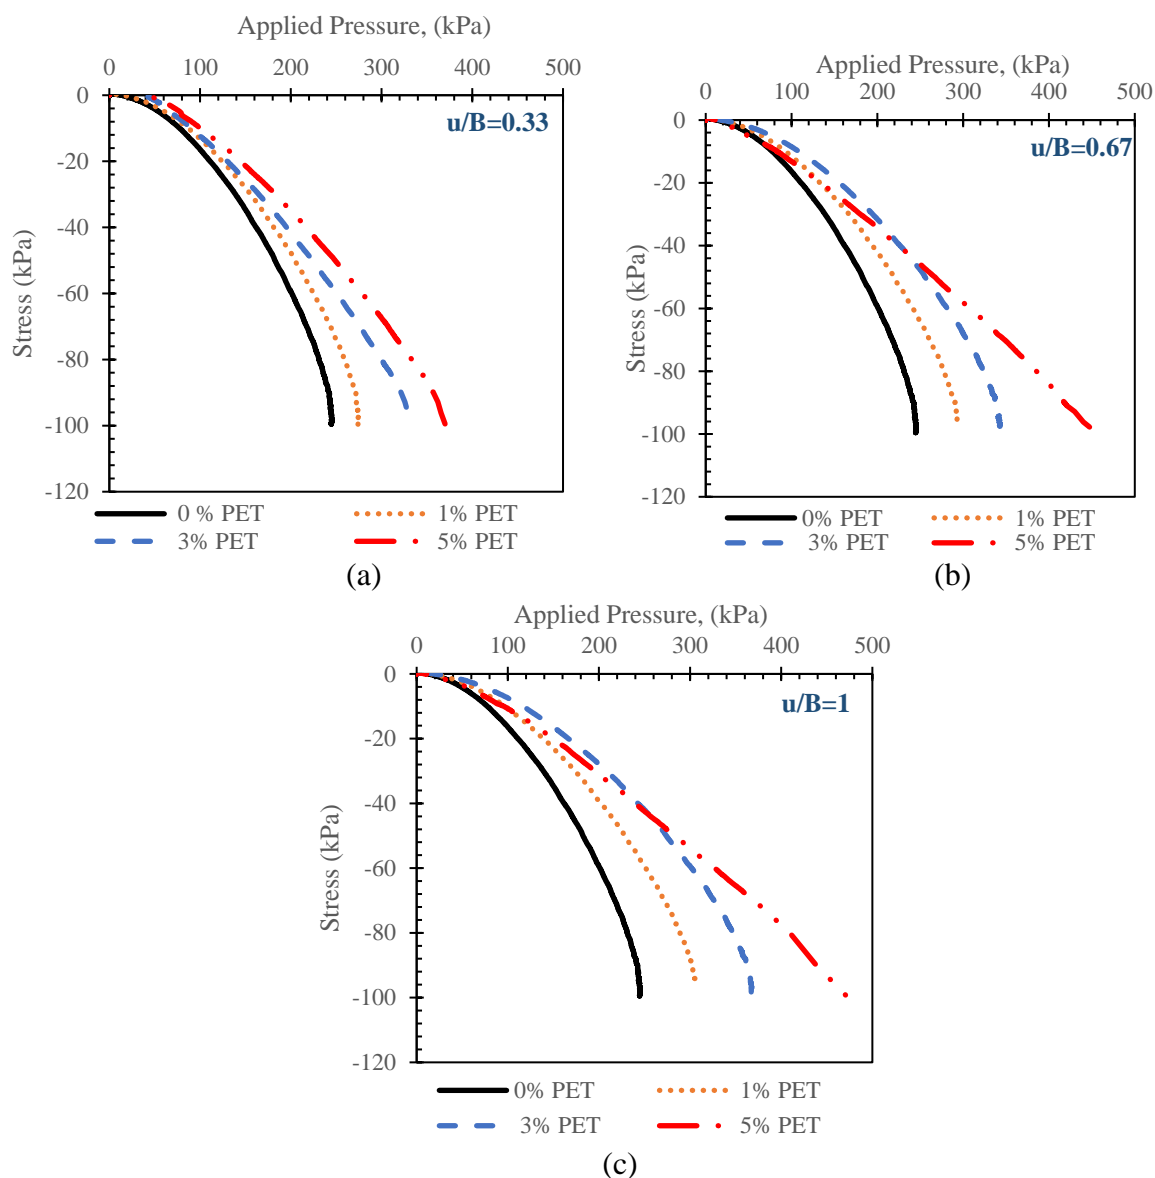 Applied Pressure, (kPa)
0 100 200 300 400 500
u/B=0.33
0
-20
-40
-60
-80
-100
-120
Stress (kPa)
0 % PET 1% PET
3% PET 5% PET
(a)
Applied Pressure, (kPa)
0 100 200 300 400 500
u/B=0.67
0
-20
-40
-60
-80
-100
-120
Stress (kPa)
0% PET 1% PET
3% PET 5% PET
(b)
Applied Pressure, (kPa)
0 100 200 300 400 500
u/B=1
0
-20
-40
-60
-80
-100
-120
Stress (kPa)
0% PET 1% PET
3% PET 5% PET
(c)